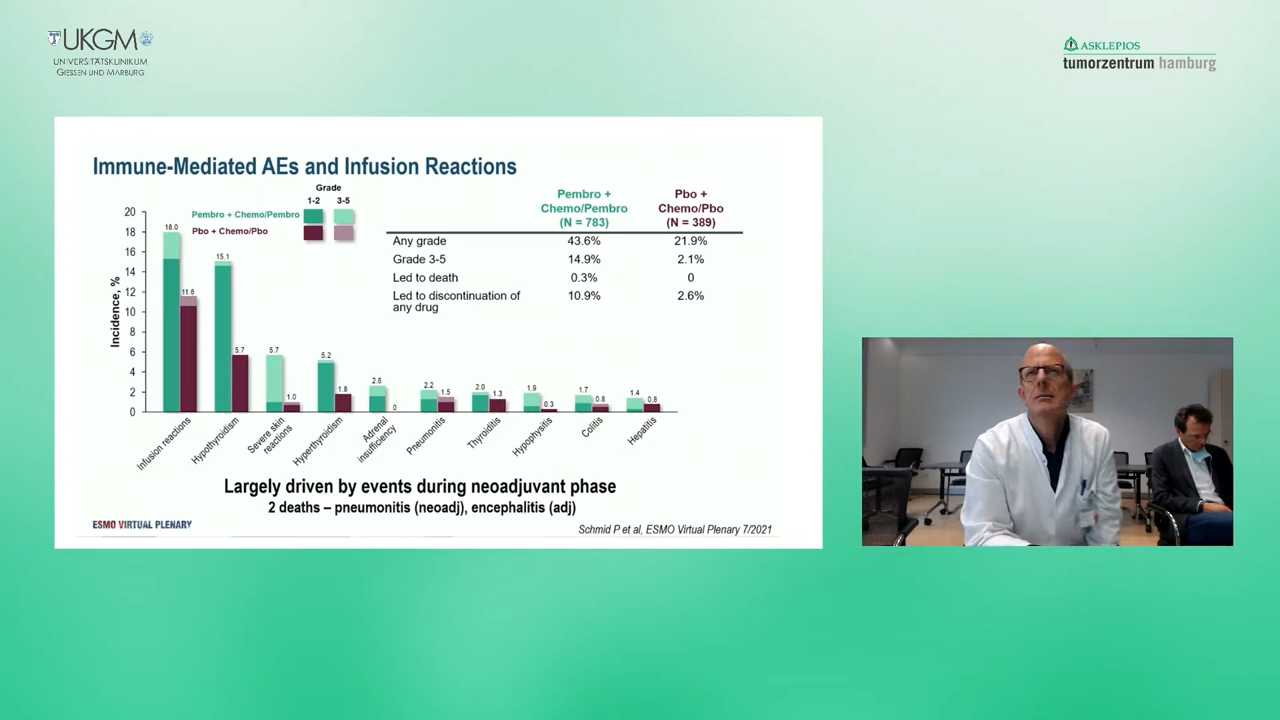 UKGM
UNIVERSITÄTSKLINIKUM
GIESSEN UND MARBURG
ASKLEPIOS
tumorzentrum hamburg
Immune-Mediated AEs and Infusion Reactions
Grade
1-2 3-5
Pembro + Chemo/Pembro
Pbo + Chemo/Pbo
Incidence, %
20
18
16
14
12
10
8
6
4
2
0
18.0
11.6
15.1
5.7
5.7
1.0
5.2
1.8
2.6
0
2.2
1.5
2.0
1.3
1.9
0.3
1.7
0.8
1.4
0.8
Infusion reactions
Hypothyroidism
Severe skin
reactions
Hyperthyroidism
Adrenal
insufficiency
Pneumonitis
Thyroiditis
Hypophysitis
Colitis
Hepatitis
Pembro +
Chemo/Pembro
(N = 783)
Pbo +
Chemo/Pbo
(N = 389)
Any grade 43.6% 21.9%
Grade 3-5 14.9% 2.1%
Led to death 0.3% 0
Led to discontinuation of 10.9% 2.6%
any drug
Largely driven by events during neoadjuvant phase
2 deaths – pneumonitis (neoadj), encephalitis (adj)
ESMO VIRTUAL PLENARY
Schmid P et al, ESMO Virtual Plenary 7/2021